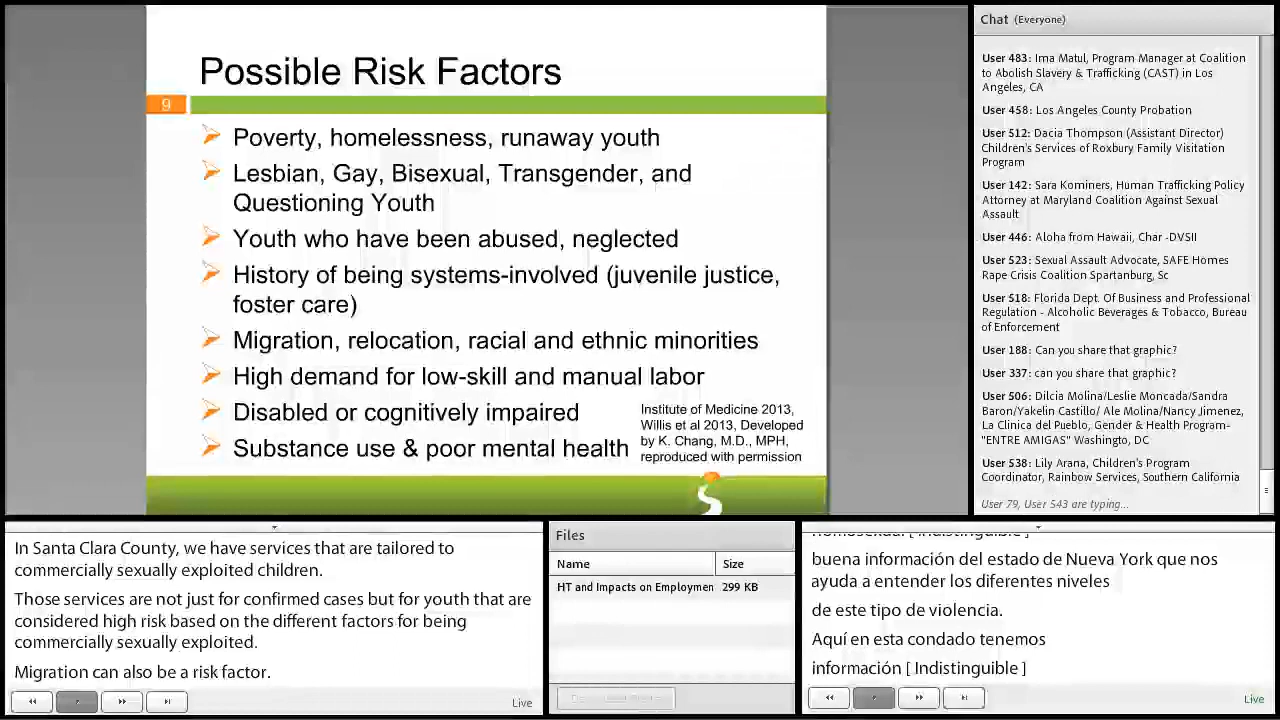 Possible Risk Factors
9
Poverty, homelessness, runaway youth
Lesbian, Gay, Bisexual, Transgender, and
Questioning Youth
Youth who have been abused, neglected
History of being systems-involved (juvenile justice,
foster care)
Migration, relocation, racial and ethnic minorities
High demand for low-skill and manual labor
Disabled or cognitively impaired
Substance use & poor mental health
Institute of Medicine 2013,
Willis et al 2013, Developed
by K. Chang, M.D., MPH,
reproduced with permission
Chat (Everyone)
User 483: Ima Matul, Program Manager at Coalition
to Abolish Slavery & Trafficking (CAST) in Los
Angeles, CA
User 458: Los Angeles County Probation
User 512: Dacia Thompson (Assistant Director)
Children's Services of Roxbury Family Visitation
Program
User 142: Sara Kominers, Human Trafficking Policy
Attorney at Maryland Coalition Against Sexual
Assault
User 446: Aloha from Hawaii, Char -DVSII
User 523: Sexual Assault Advocate, SAFE Homes
Rape Crisis Coalition Spartanburg, Sc
User 518: Florida Dept. Of Business and Professional
Regulation - Alcoholic Beverages & Tobacco, Bureau
of Enforcement
User 188: Can you share that graphic?
User 337: can you share that graphic?
User 506: Dilcia Molina/Leslie Moncada/Sandra
Baron/Yakelin Castillo/ Ale Molina/Nancy Jimenez,
La Clinica del Pueblo, Gender & Health Program-
"ENTRE AMIGAS" Washingto, DC
User 538: Lily Arana, Children's Program
Coordinator, Rainbow Services, Southern California
User 79, User 543 are typing...
In Santa Clara County, we have services that are tailored to
commercially sexually exploited children.
Those services are not just for confirmed cases but for youth that are
considered high risk based on the different factors for being
commercially sexually exploited.
Migration can also be a risk factor.
Live
Files
Name Size
HT and Impacts on Employmen 299 KB
homosexual [ Indistinguible ]
buena información del estado de Nueva York que nos
ayuda a entender los diferentes niveles
de este tipo de violencia.
Aquí en esta condado tenemos
información [ Indistinguible ]
Live